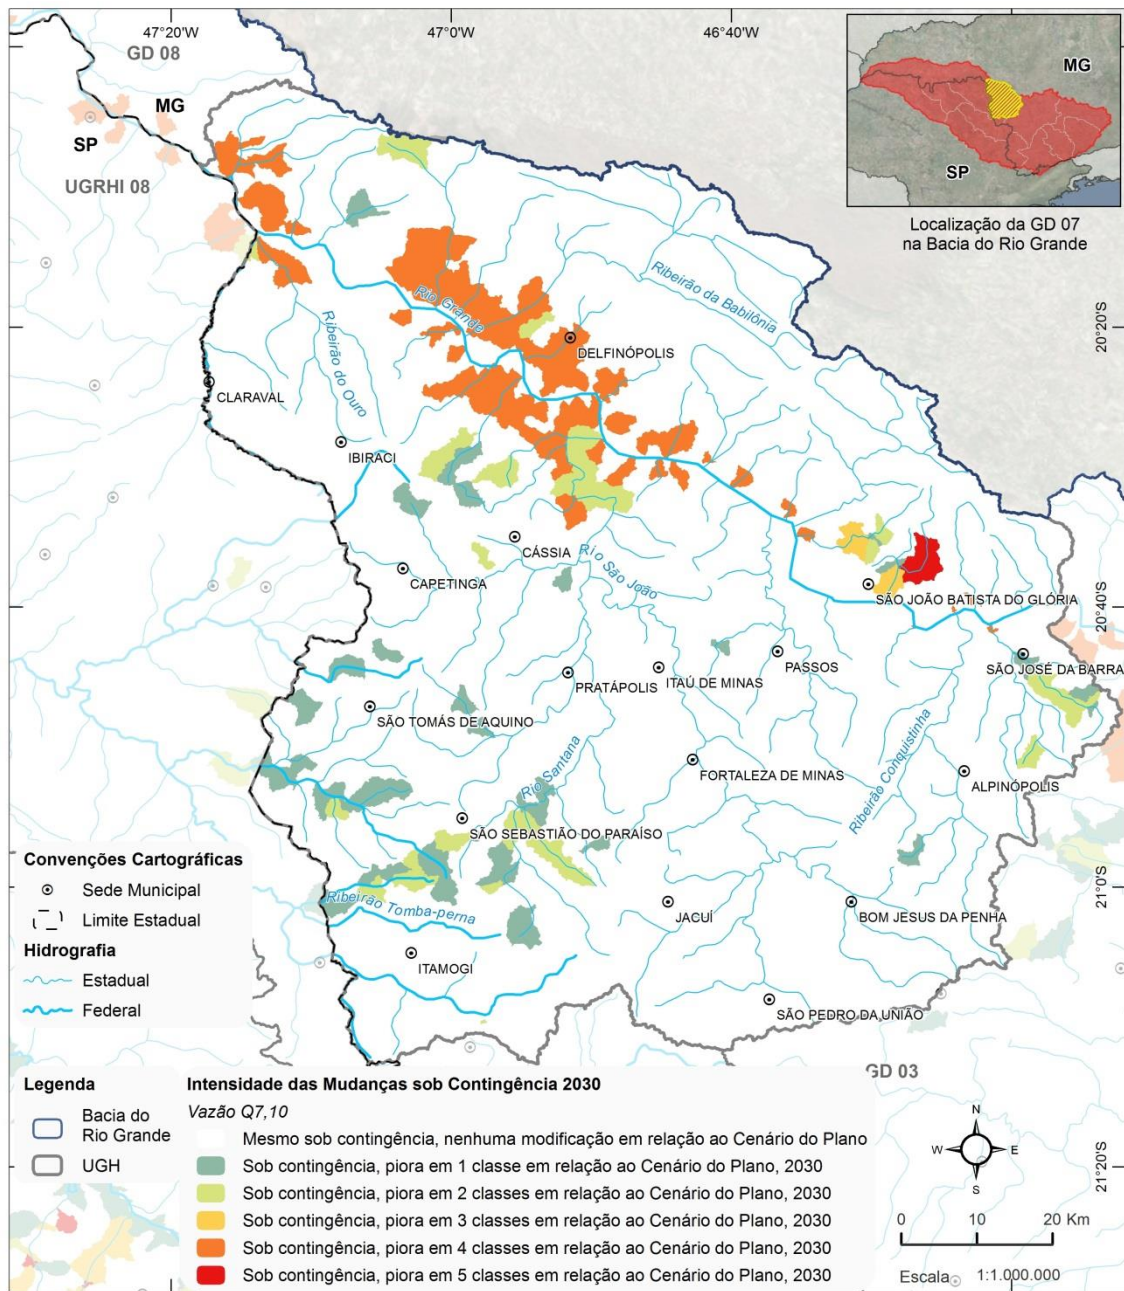 47°20'
47°0'
46°40'
GD 08
MG
SP
UGRHI 08
MG
SP
Localização da GD 07
na Bacia do Rio Grande
Ribeirão da Babilônia
Rio Grande
Ribeirão do Ouro
20°20'S
DELFINÓPOLIS
CLARAVAL
IBIRACI
CÁSSIA
CAPETINGA
Rio São João
SÃO JOÃO BATISTA DO GLÓRIA
20°40'S
PASSOS
SÃO JOSÉ DA BARRA
ITAÚ DE MINAS
PRATÁPOLIS
SÃO TOMÁS DE AQUINO
Rio Santana
FORTALEZA DE MINAS
Ribeirão Conquistinha
ALPINÓPOLIS
SÃO SEBASTIÃO DO PARAÍSO
21°0'S
Ribeirão Tomba-perna
JACUÍ
BOM JESUS DA PENHA
ITAMOGI
SÃO PEDRO DA UNIÃO
GD 03
21°20'S
Convenções Cartográficas
Sede Municipal
Limite Estadual
Hidrografia
Estadual
Federal
Legenda
Bacia do
Rio Grande
UGH
Intensidade das Mudanças sob Contingência 2030
Vazão Q7,10
Mesmo sob contingência, nenhuma modificação em relação ao Cenário do Plano
Sob contingência, piora em 1 classe em relação ao Cenário do Plano, 2030
Sob contingência, piora em 2 classes em relação ao Cenário do Plano, 2030
Sob contingência, piora em 3 classes em relação ao Cenário do Plano, 2030
Sob contingência, piora em 4 classes em relação ao Cenário do Plano, 2030
Sob contingência, piora em 5 classes em relação ao Cenário do Plano, 2030
N
W
E
S
0 10 20 Km
Escala 1:1.000.000